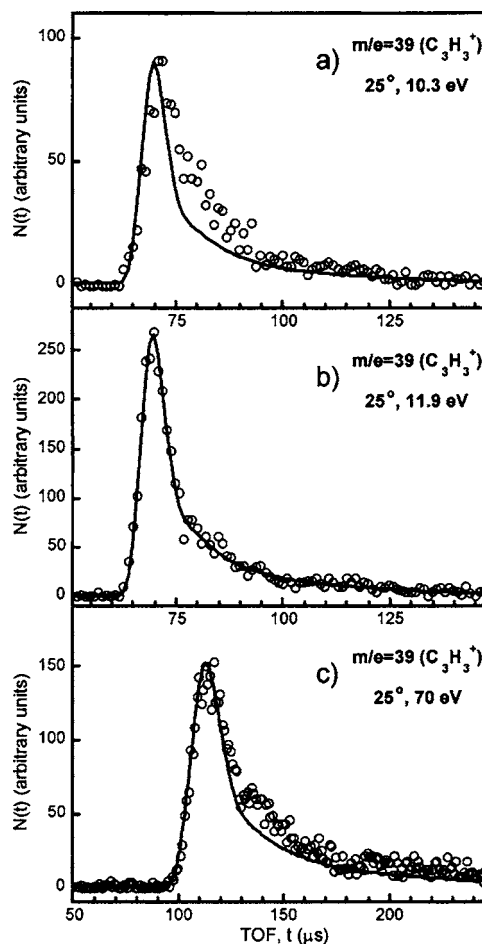 100
50
0
N(t) (arbitrary units)
a)
m/e=39 (C₃H₃⁺)
25°, 10.3 eV
75 100 125
250
200
150
100
50
0
N(t) (arbitrary units)
b)
m/e=39 (C₃H₃⁺)
25°, 11.9 eV
75 100 125
150
100
50
0
N(t) (arbitrary units)
c)
m/e=39 (C₃H₃⁺)
25°, 70 eV
50 100 150 200
TOF, t (μs)